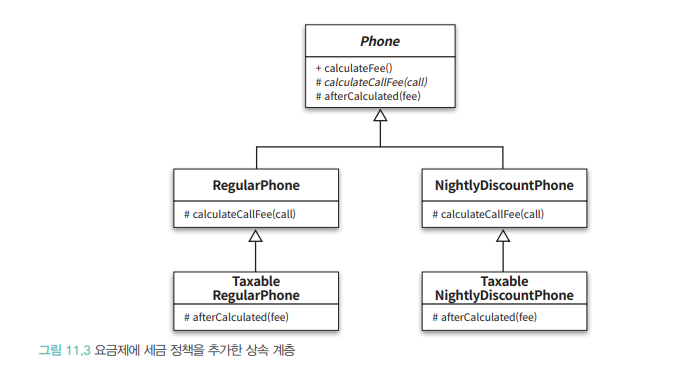 Phone
+ calculateFee()
# calculateCallFee(call)
# afterCalculated(fee)
RegularPhone
# calculateCallFee(call)
NightlyDiscountPhone
# calculateCallFee(call)
Taxable
RegularPhone
# afterCalculated(fee)
Taxable
NightlyDiscountPhone
# afterCalculated(fee)
그림 11.3 요금제에 세금 정책을 추가한 상속 계층